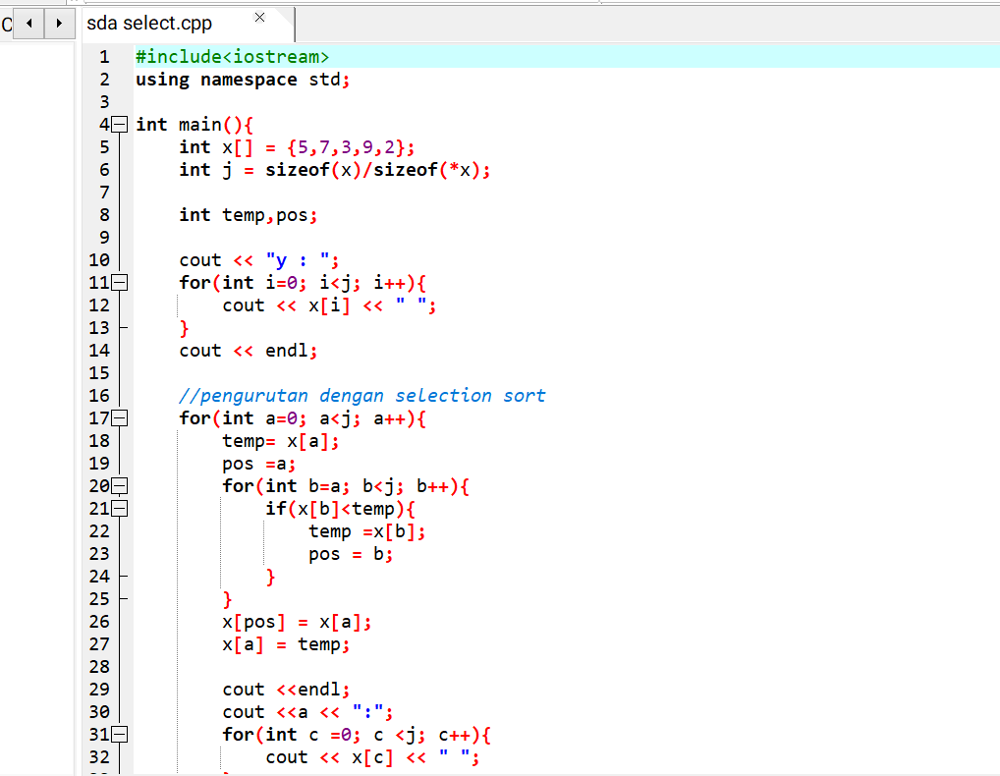 C
sda select.cpp
1 #include<iostream>
2 using namespace std;
3
4 int main(){
5 int x[] = {5,7,3,9,2};
6 int j = sizeof(x)/sizeof(*x);
7
8 int temp,pos;
9
10 cout << "y : ";
11 for(int i=0; i<j; i++){
12 cout << x[i] << " ";
13 }
14 cout << endl;
15
16 //pengurutan dengan selection sort
17 for(int a=0; a<j; a++){
18 temp= x[a];
19 pos =a;
20 for(int b=a; b<j; b++){
21 if(x[b]<temp){
22 temp =x[b];
23 pos = b;
24 }
25 }
26 x[pos] = x[a];
27 x[a] = temp;
28
29 cout <<endl;
30 cout <<a << ":";
31 for(int c =0; c <j; c++){
32 cout << x[c] << " ";